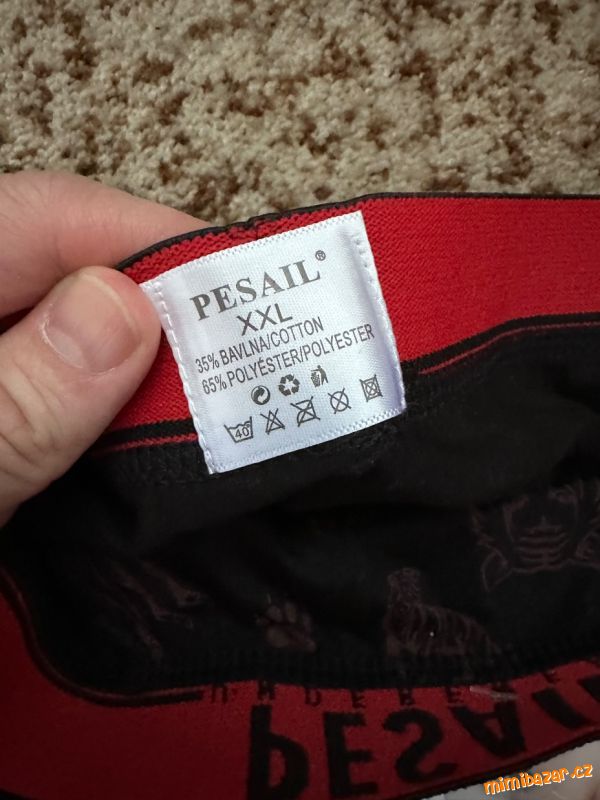 PESAIL®
XXL
35% BAVLNA/COTTON
65% POLYÉSTER/POLYESTER
40
PESAIL
mimibazar.cz